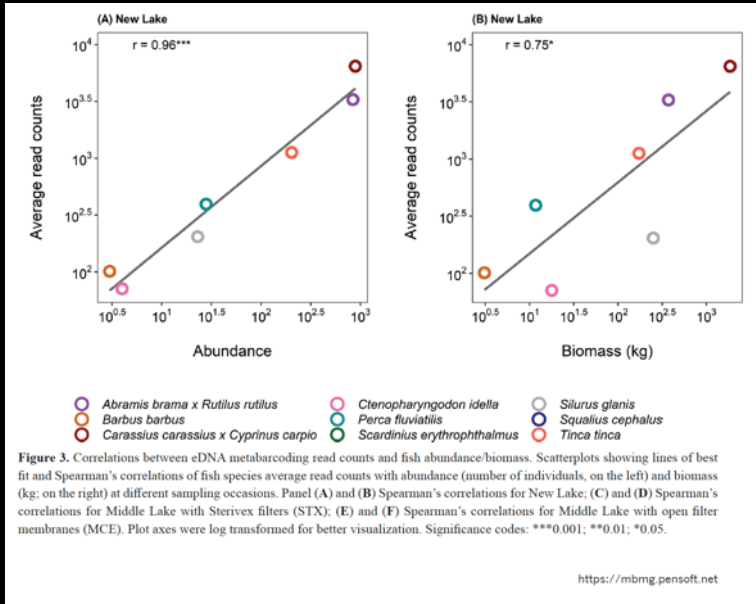 (A) New Lake
(B) New Lake
r = 0.96***
r = 0.75*
10^4
10^3.5
10^3
10^2.5
10^2
Average read counts
10^0.5 10^1 10^1.5 10^2 10^2.5 10^3
Abundance
10^4
10^3.5
10^3
10^2.5
10^2
Average read counts
10^0.5 10^1 10^1.5 10^2 10^2.5 10^3
Biomass (kg)
Abramis brama x Rutilus rutilus
Ctenopharyngodon idella
Silurus glanis
Barbus barbus
Perca fluviatilis
Squalius cephalus
Carassius carassius x Cyprinus carpio
Scardinius erythrophthalmus
Tinca tinca
Figure 3. Correlations between eDNA metabarcoding read counts and fish abundance/biomass. Scatterplots showing lines of best
fit and Spearman's correlations of fish species average read counts with abundance (number of individuals, on the left) and biomass
(kg; on the right) at different sampling occasions. Panel (A) and (B) Spearman's correlations for New Lake; (C) and (D) Spearman's
correlations for Middle Lake with Sterivex filters (STX); (E) and (F) Spearman's correlations for Middle Lake with open filter
membranes (MCE). Plot axes were log transformed for better visualization. Significance codes: ***0.001; **0.01; *0.05.
https://mbmg.pensoft.net